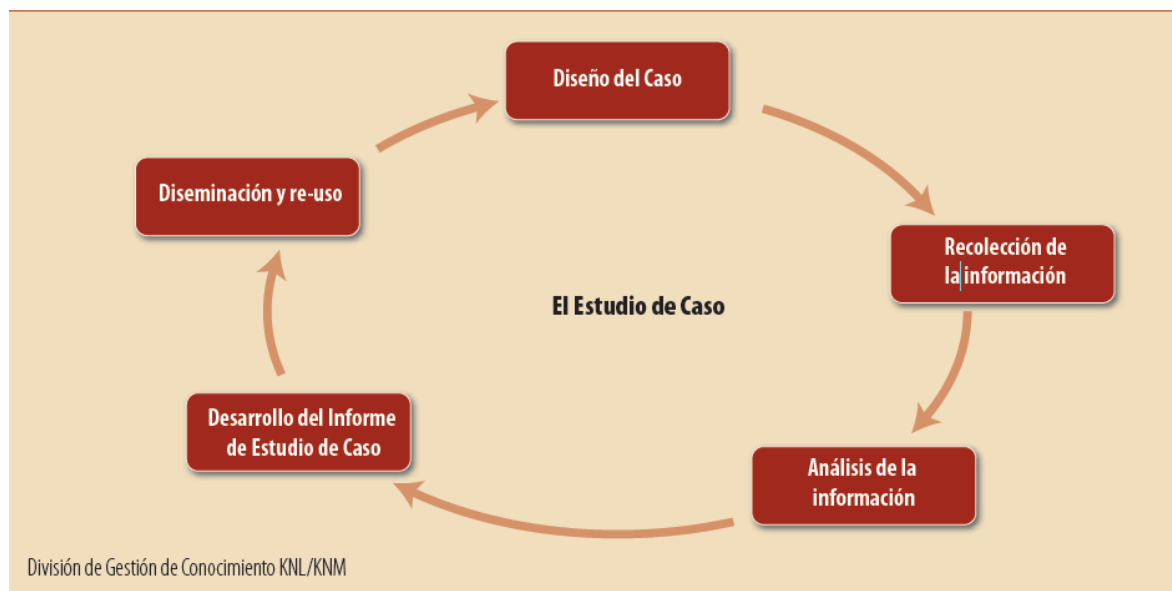 Diseño del Caso
Recolección de
la información
Análisis de la
información
Desarrollo del Informe
de Estudio de Caso
Diseminación y re-uso
El Estudio de Caso
División de Gestión de Conocimiento KNL/KNM